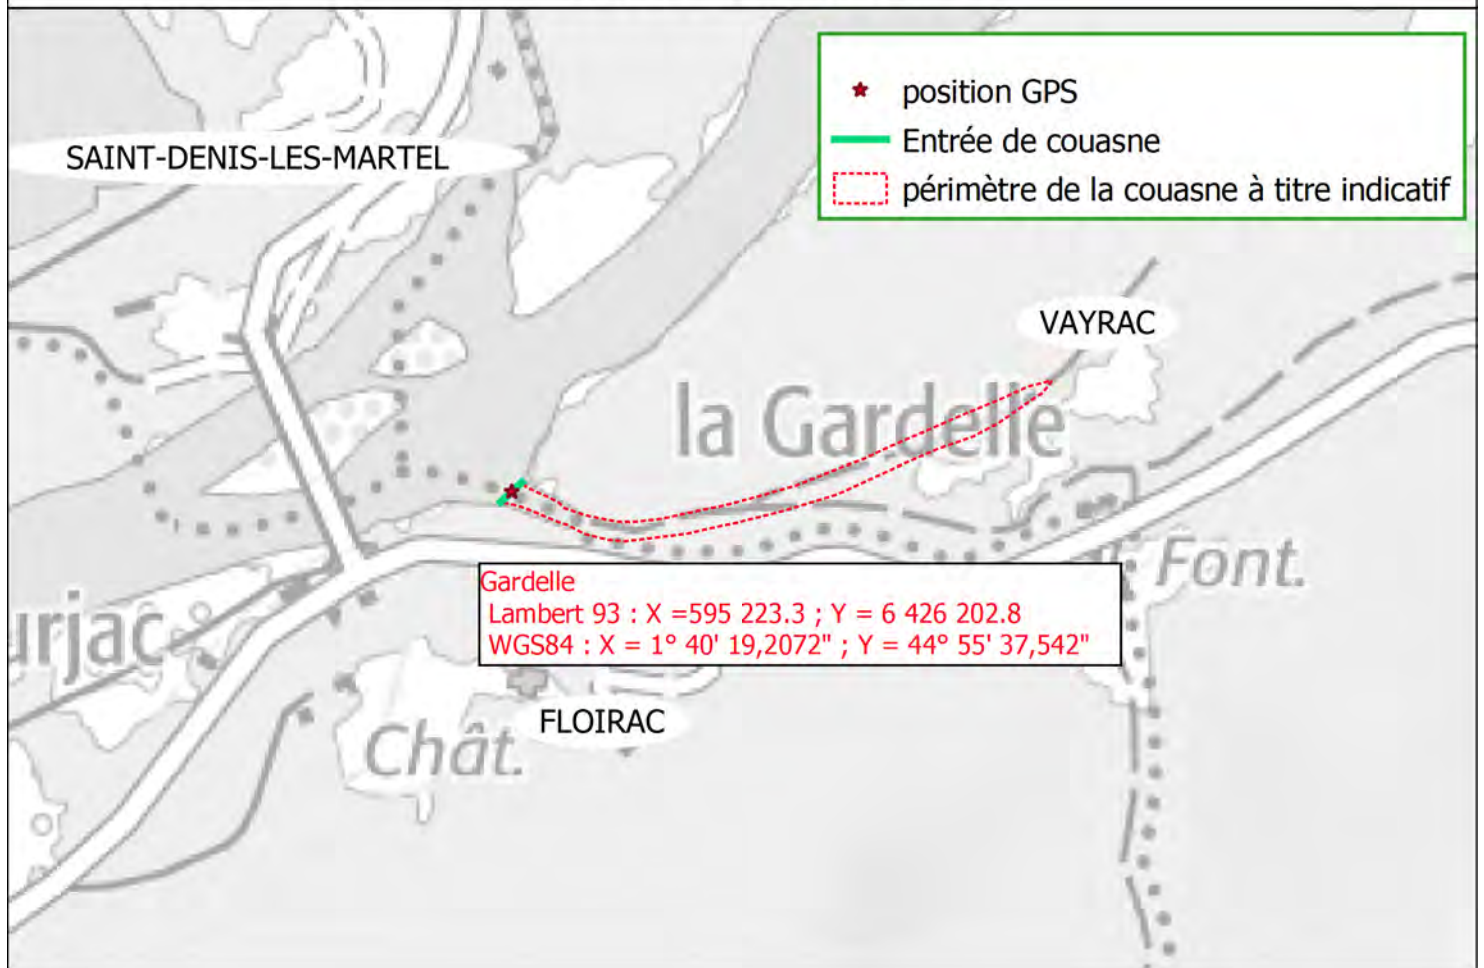 position GPS
Entrée de couasne
périmètre de la couasne à titre indicatif
SAINT-DENIS-LES-MARTEL
VAYRAC
la Gardelle
Font.
Gardelle
Lambert 93 : X =595 223.3 ; Y = 6 426 202.8
WGS84 : X = 1° 40' 19,2072" ; Y = 44° 55' 37,542"
urjac
FLOIRAC
Chât.